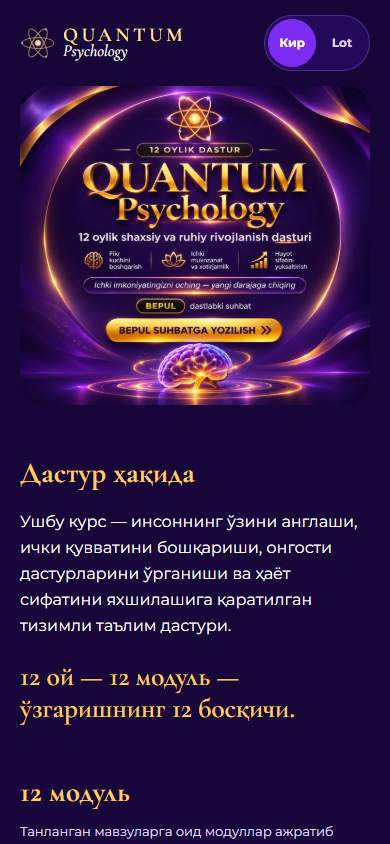 QUANTUM
Psychology
Кир
Lot
12 OYLIK DASTUR
QUANTUM
Psychology
12 oylik shaxsiy va ruhiy rivojlanish dasturi
Fikr
kuchini
boshqarish
Ichki
muvozanat
va xotirjamlik
Hayot
sifatini
yuksaltirish
Ichki imkoniyatingizni oching — yangi darajaga chiqing
BEPUL
dastlabki suhbat
BEPUL SUHBATGA YOZILISH
Дастур ҳақида
Ушбу курс — инсоннинг ўзини англаши,
ички қувватини бошқариши, онгости
дастурларини ўрганиши ва ҳаёт
сифатини яхшилашига қаратилган
тизимли таълим дастури.
12 ой — 12 модуль —
ўзгаришнинг 12 босқичи.
12 модуль
Танланган мавзуларга оид модуллар ажратиб